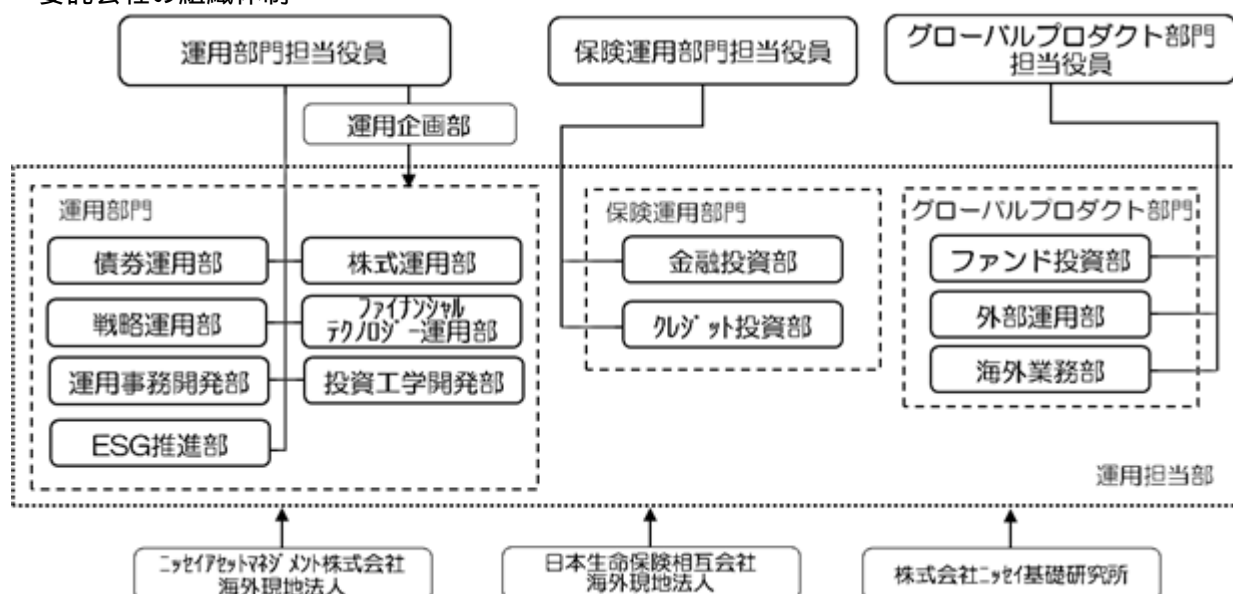 委託会社の組織体制
運用部門担当役員
保険運用部門担当役員
グローバルプロダクト部門
担当役員
運用企画部
運用部門
債券運用部
株式運用部
戦略運用部
ファイナンシャル
テクノロジー運用部
運用事務開発部
投資工学開発部
ESG推進部
保険運用部門
金融投資部
クレジット投資部
グローバルプロダクト部門
ファンド投資部
外部運用部
海外業務部
運用担当部
ニッセイアセットマネジメント株式会社
海外現地法人
日本生命保険相互会社
海外現地法人
株式会社ニッセイ基礎研究所